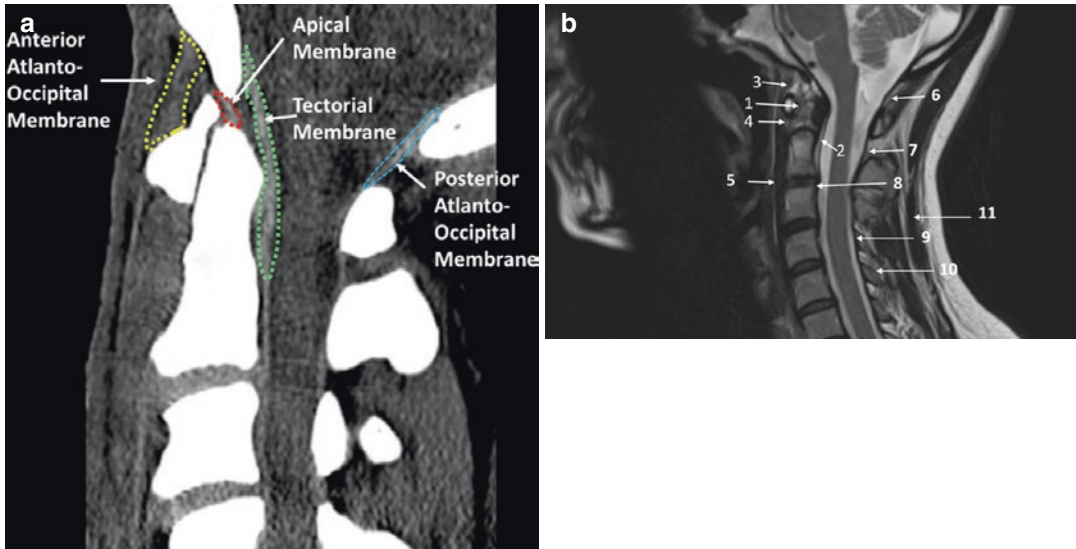 a
Anterior
Atlanto-
Occipital
Membrane
Apical
Membrane
Tectorial
Membrane
Posterior
Atlanto-
Occipital
Membrane
b
3
1
4
2
5
6
7
8
11
9
10